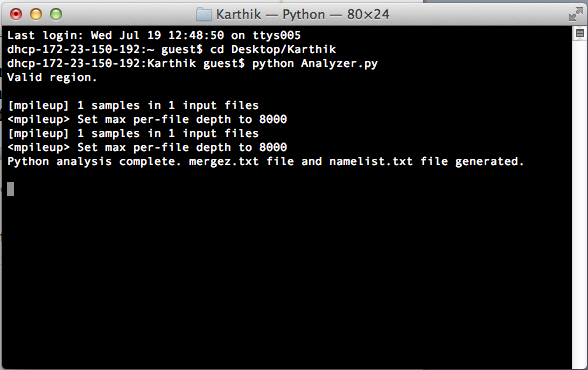 Karthik — Python — 80×24
Last login: Wed Jul 19 12:48:50 on ttys005
dhcp-172-23-150-192:~ guest$ cd Desktop/Karthik
dhcp-172-23-150-192:Karthik guest$ python Analyzer.py
Valid region.
[mpileup] 1 samples in 1 input files
<mpileup> Set max per-file depth to 8000
[mpileup] 1 samples in 1 input files
<mpileup> Set max per-file depth to 8000
Python analysis complete. mergez.txt file and namelist.txt file generated.